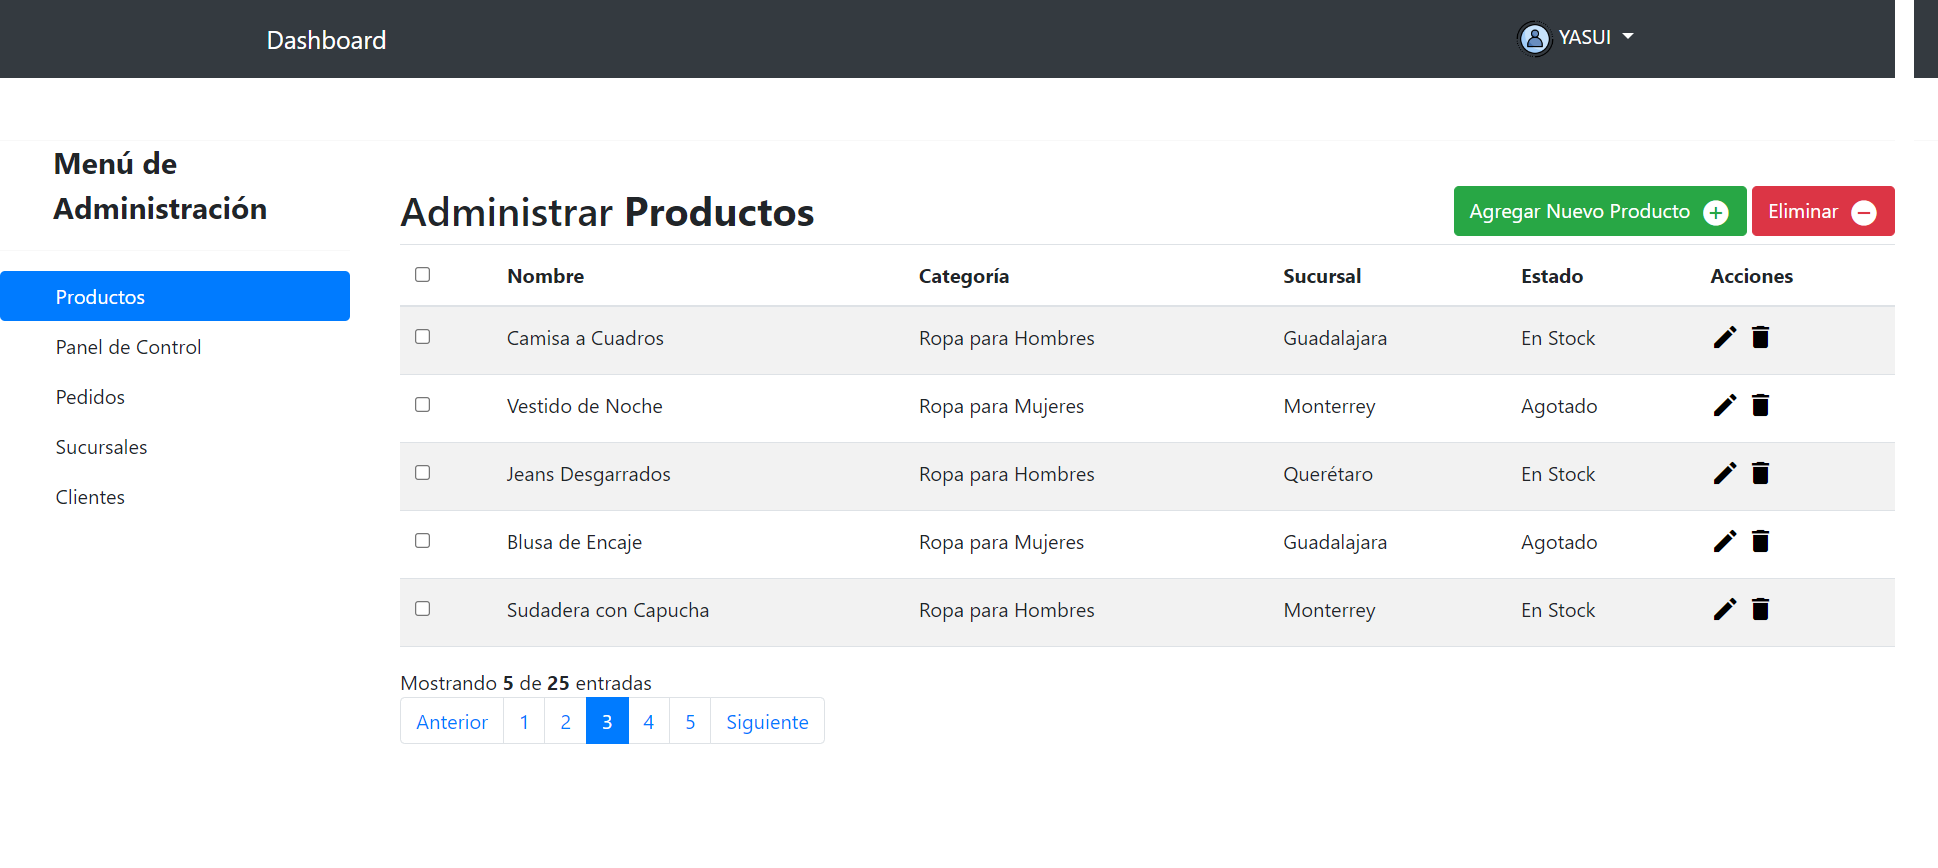 Dashboard
YASUI
Menú de
Administración
Administrar Productos
Agregar Nuevo Producto
Eliminar
Productos
Panel de Control
Pedidos
Sucursales
Clientes
Nombre Categoría Sucursal Estado Acciones
Camisa a Cuadros Ropa para Hombres Guadalajara En Stock
Vestido de Noche Ropa para Mujeres Monterrey Agotado
Jeans Desgarrados Ropa para Hombres Querétaro En Stock
Blusa de Encaje Ropa para Mujeres Guadalajara Agotado
Sudadera con Capucha Ropa para Hombres Monterrey En Stock
Mostrando 5 de 25 entradas
Anterior 1 2 3 4 5 Siguiente